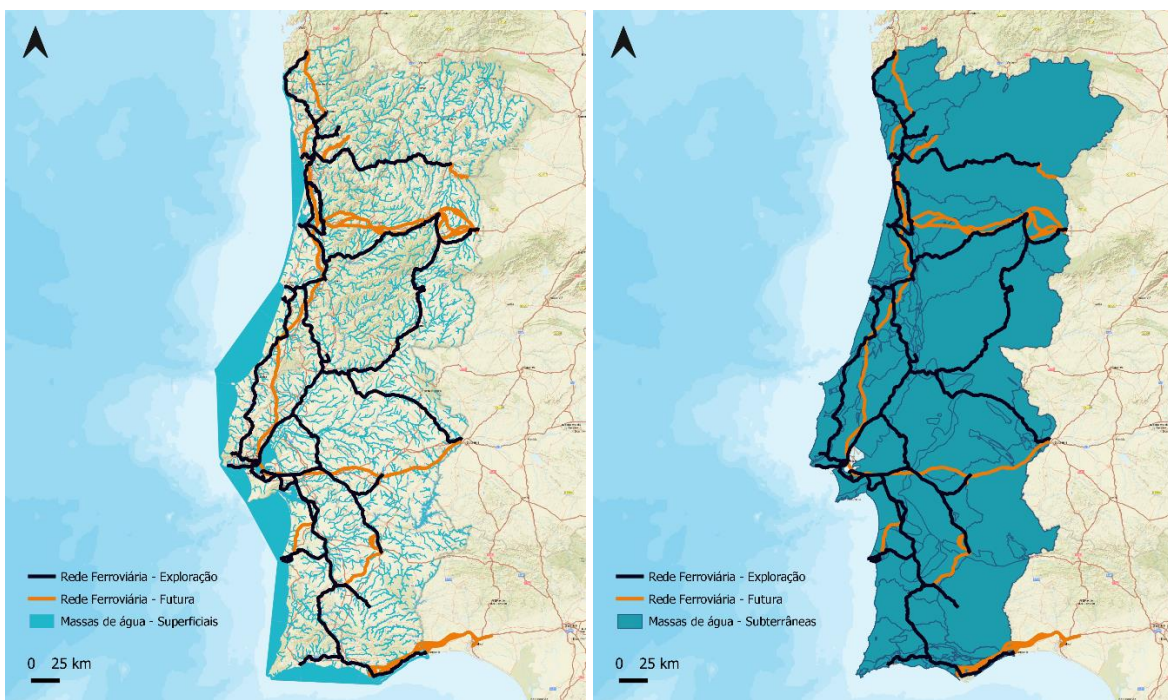 Rede Ferroviária - Exploração
Rede Ferroviária - Futura
Massas de água - Superficiais
0 25 km
Rede Ferroviária - Exploração
Rede Ferroviária - Futura
Massas de água - Subterrâneas
0 25 km